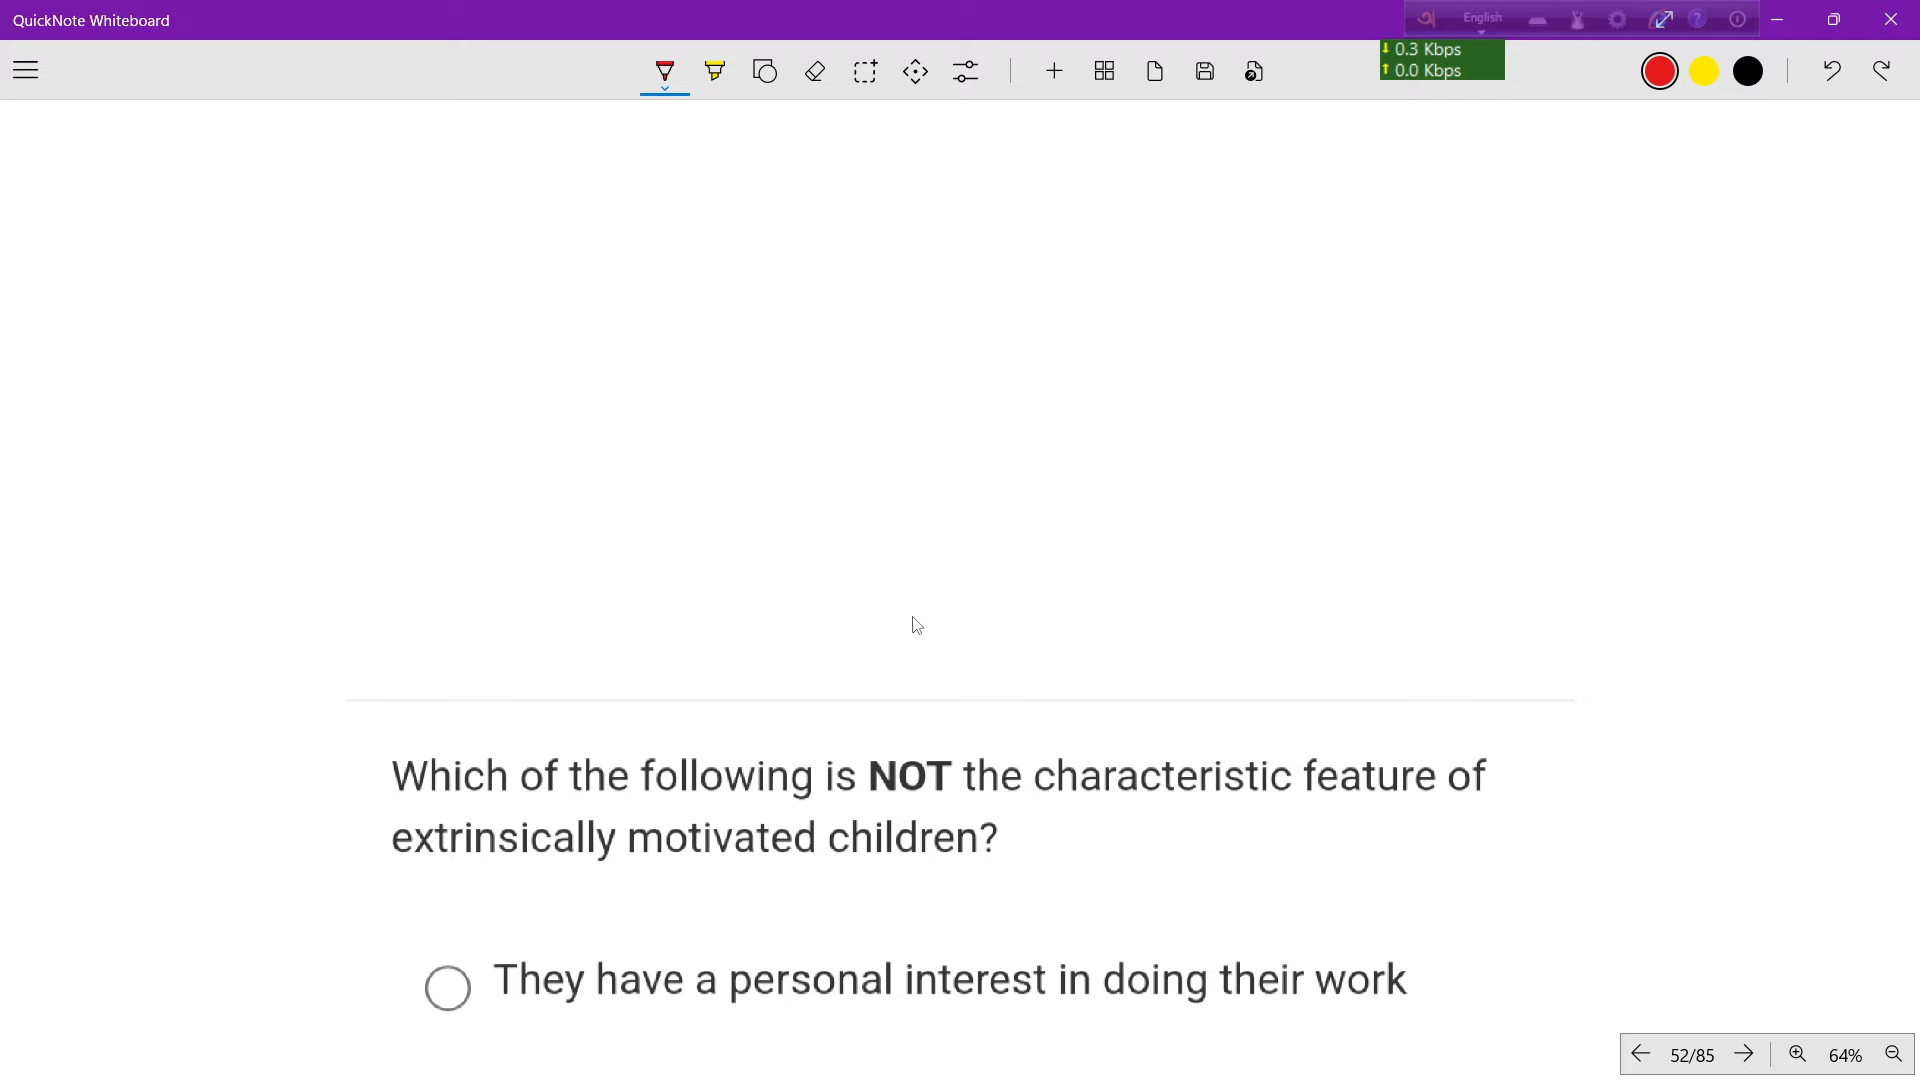 QuickNote Whiteboard
English
0.3 Kbps
0.0 Kbps
Which of the following is NOT the characteristic feature of
extrinsically motivated children?
They have a personal interest in doing their work
52/85
64%